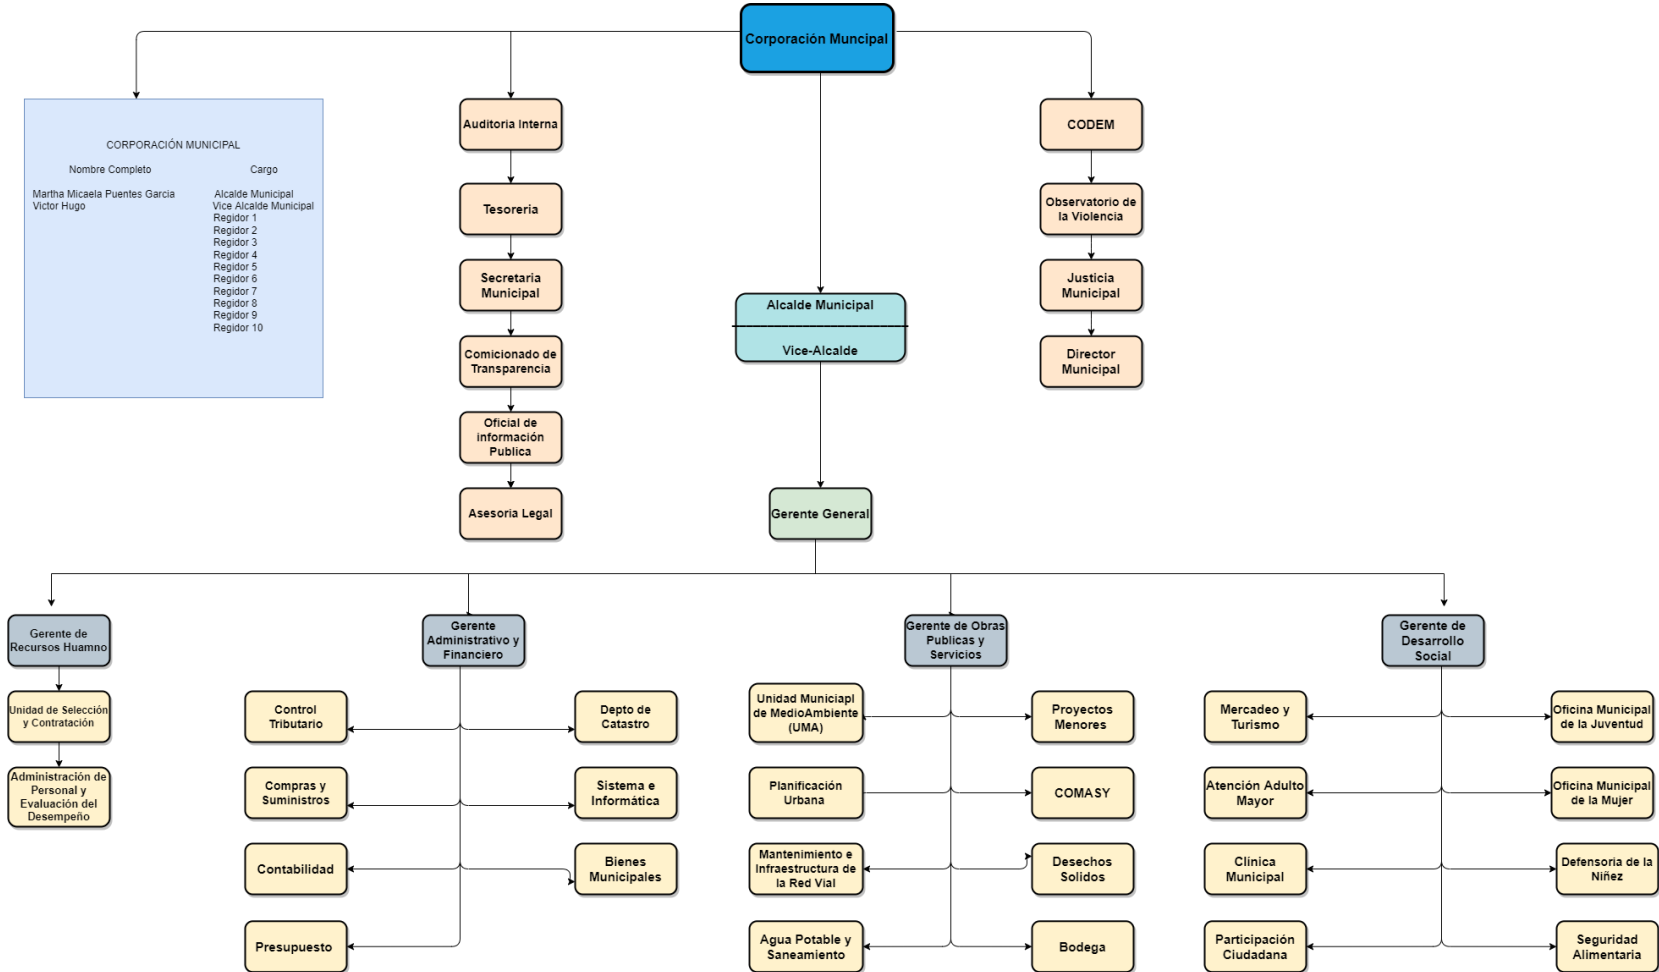 Corporación Muncipal
CORPORACIÓN MUNICIPAL
Nombre Completo Cargo
Martha Micaela Puentes Garcia Alcalde Municipal
Victor Hugo Vice Alcalde Municipal
Regidor 1
Regidor 2
Regidor 3
Regidor 4
Regidor 5
Regidor 6
Regidor 7
Regidor 8
Regidor 9
Regidor 10
Auditoria Interna
Tesoreria
Secretaria
Municipal
Comicionado de
Transparencia
Oficial de
información
Publica
Asesoria Legal
Alcalde Municipal
Vice-Alcalde
Gerente General
CODEM
Observatorio de
la Violencia
Justicia
Municipal
Director
Municipal
Gerente de
Recursos Huamno
Unidad de Selección
y Contratación
Administración de
Personal y
Evaluación del
Desempeño
Gerente
Administrativo y
Financiero
Control
Tributario
Depto de
Catastro
Compras y
Suministros
Sistema e
Informática
Contabilidad
Bienes
Municipales
Presupuesto
Gerente de Obras
Publicas y
Servicios
Unidad Municiapl
de MedioAmbiente
(UMA)
Proyectos
Menores
Planificación
Urbana
COMASY
Mantenimiento e
Infraestructura de
la Red Vial
Desechos
Solidos
Agua Potable y
Saneamiento
Bodega
Gerente de
Desarrollo
Social
Mercadeo y
Turismo
Oficina Municipal
de la Juventud
Atención Adulto
Mayor
Oficina Municipal
de la Mujer
Clínica
Municipal
Defensoria de la
Niñez
Participación
Ciudadana
Seguridad
Alimentaria